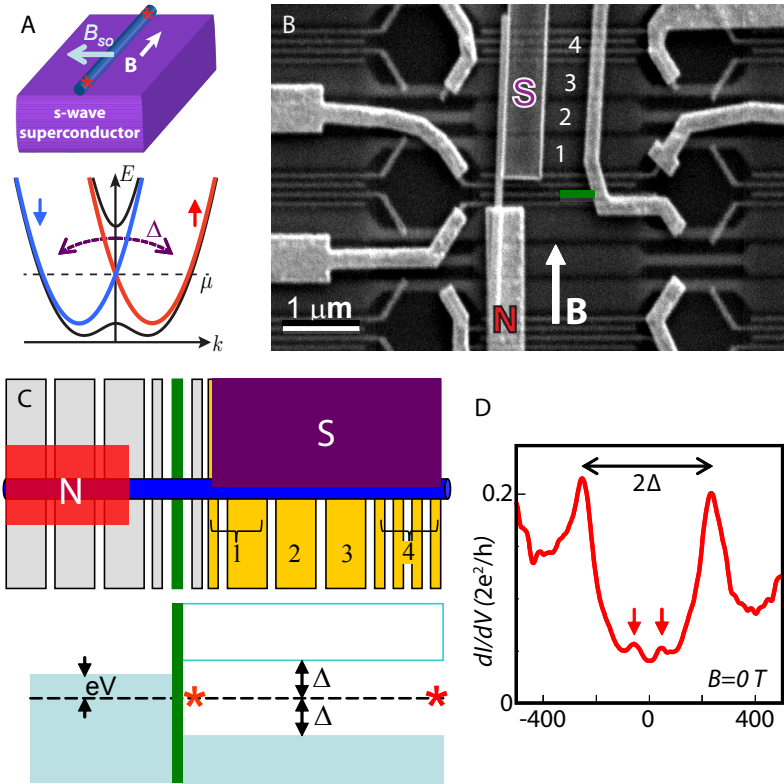 A
B_so
B
s-wave
superconductor
E
Δ
μ
k
B
4
3
S
2
1
1 μm
B
N
C
S
N
1
2
3
4
eV
Δ
Δ
D
2Δ
0.2
dI/dV (2e²/h)
B=0 T
0
-400
0
400